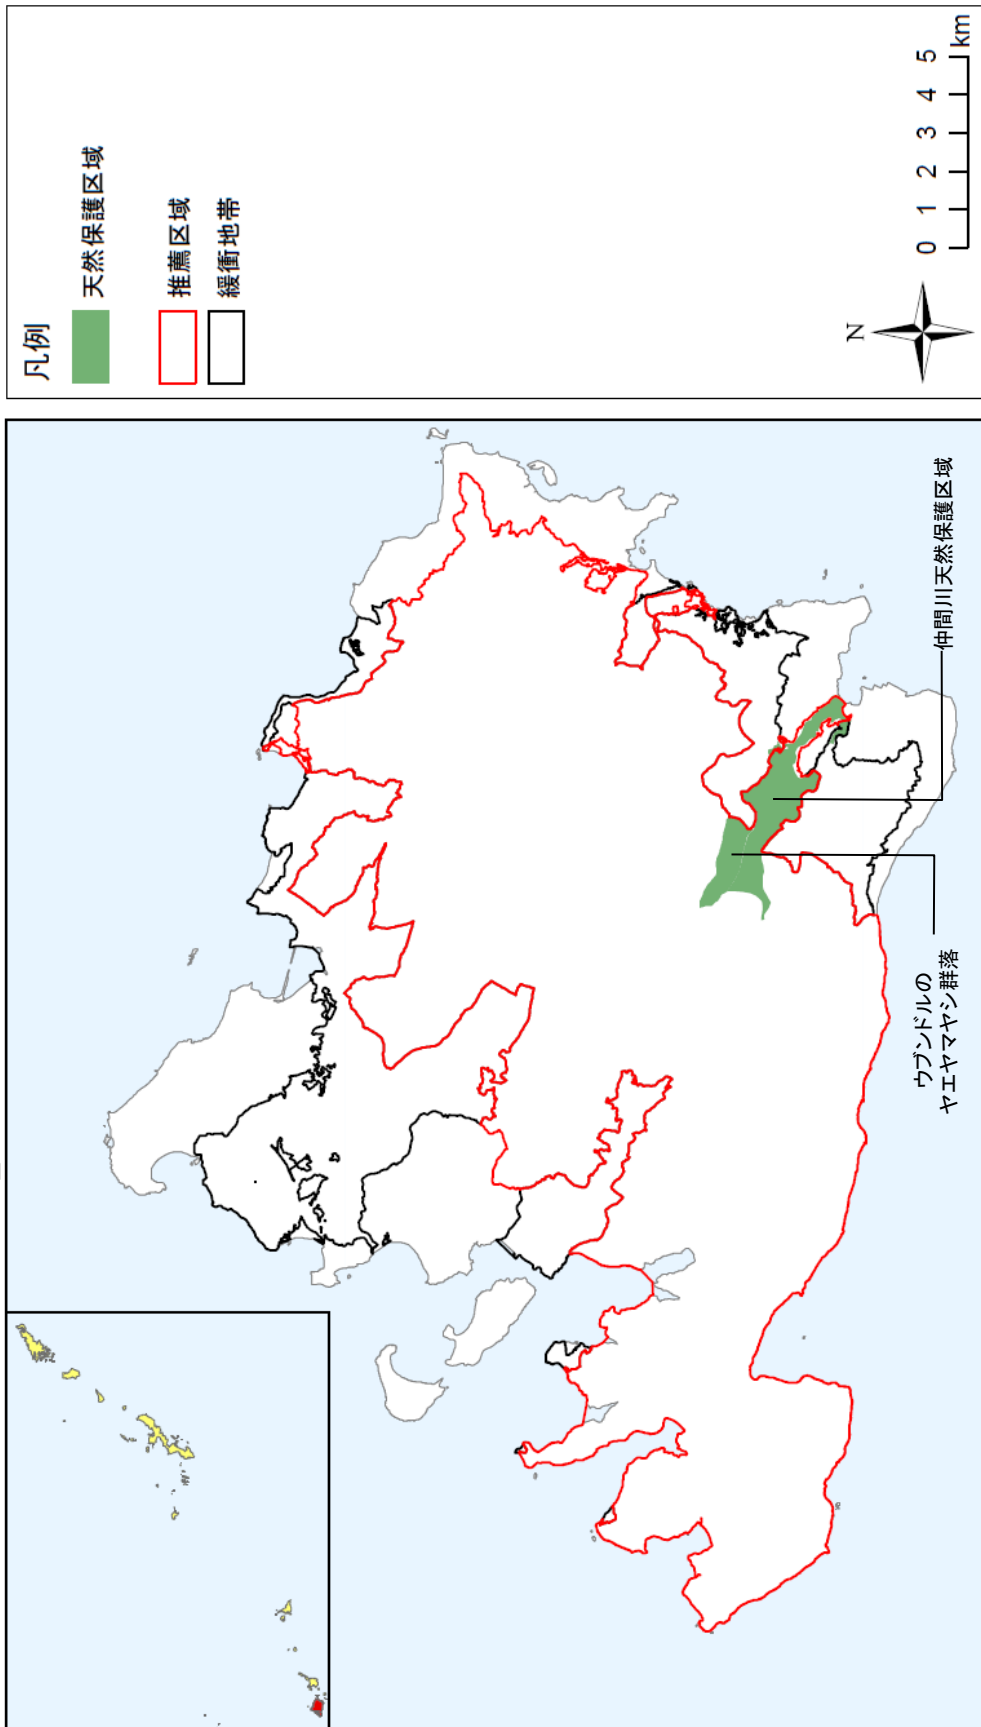 凡例
天然保護区域
推薦区域
緩衝地帯
N
0 1 2 3 4 5
km
仲間川天然保護区域
ウブンドルの
ヤエヤマヤシ群落